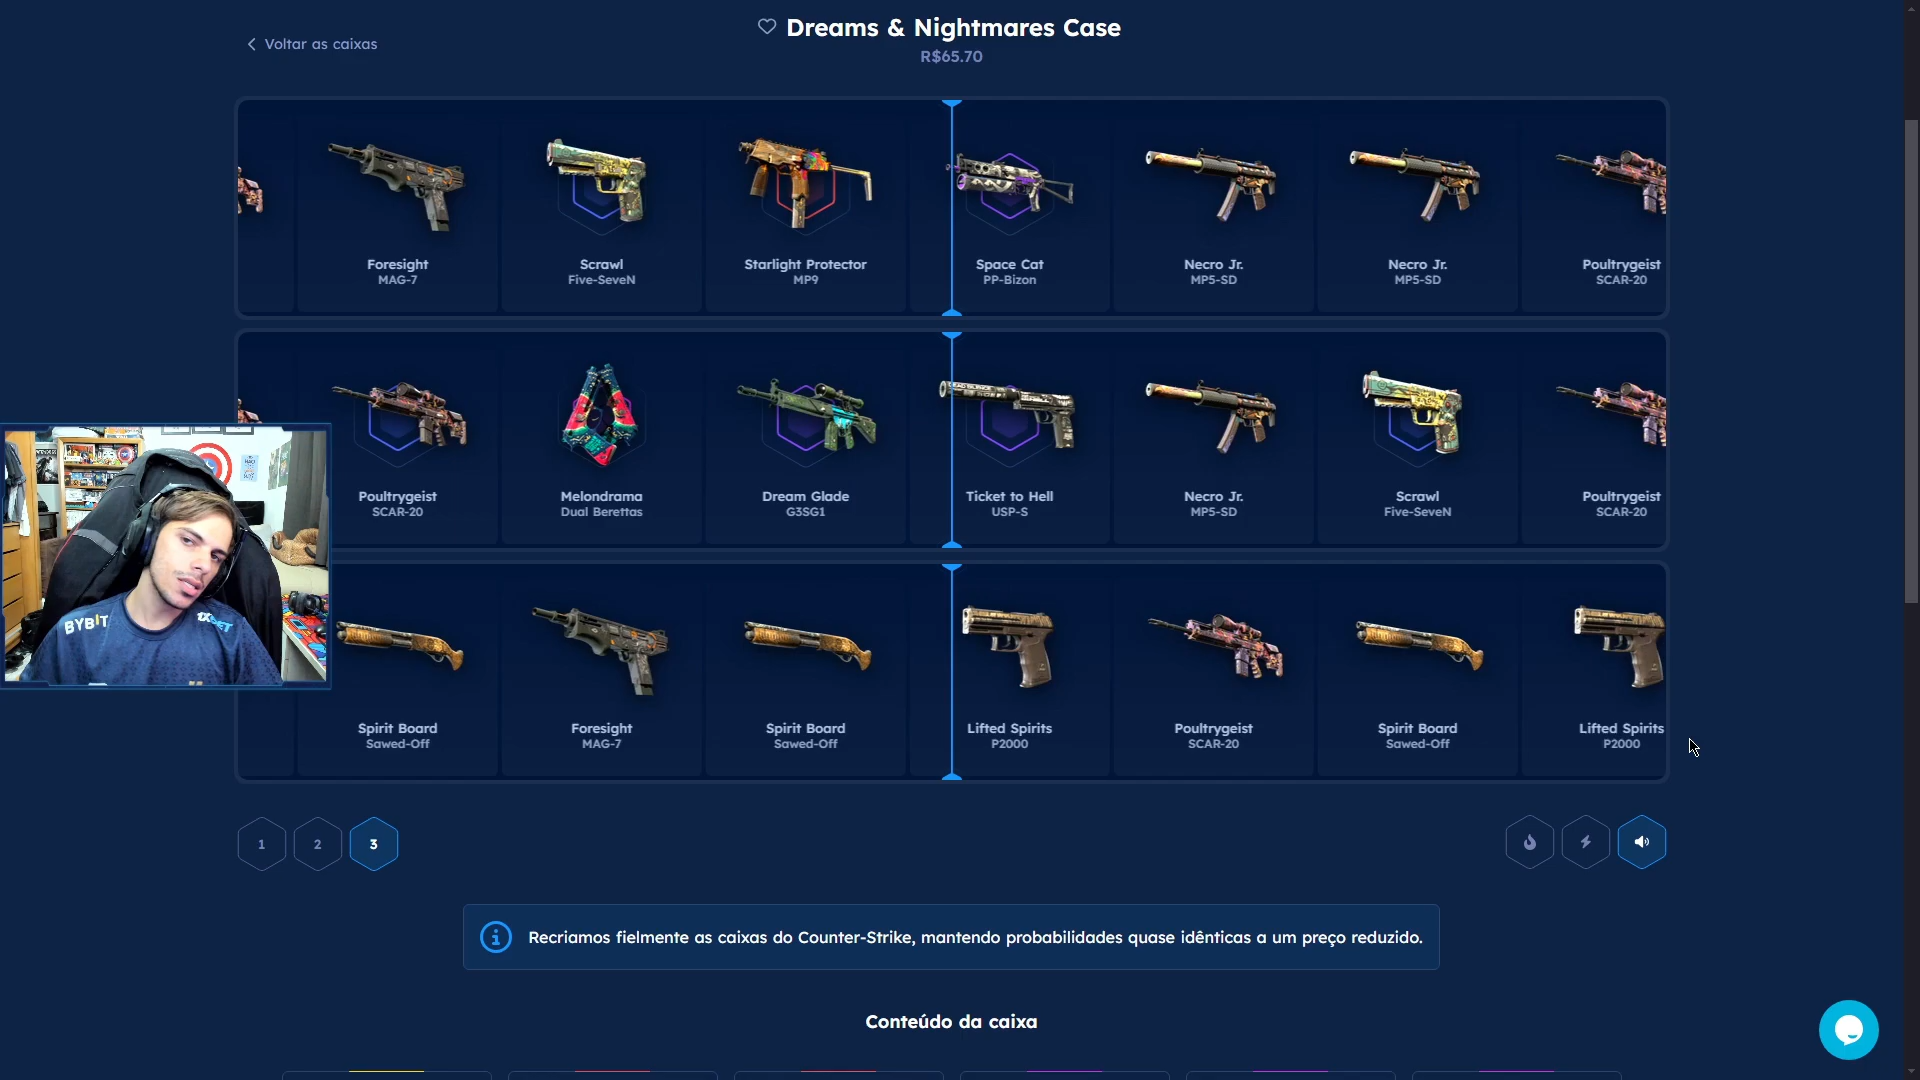 Dreams & Nightmares Case
Voltar as caixas
R$65.70
Foresight
MAG-7
Scrawl
Five-SeveN
Starlight Protector
MP9
Space Cat
PP-Bizon
Necro Jr.
MP5-SD
Necro Jr.
MP5-SD
Poultrygeist
SCAR-20
Poultrygeist
SCAR-20
Melondrama
Dual Berettas
Dream Glade
G3SG1
Ticket to Hell
USP-S
Necro Jr.
MP5-SD
Scrawl
Five-SeveN
Poultrygeist
SCAR-20
BYBIT
1XBET
Spirit Board
Sawed-Off
Foresight
MAG-7
Spirit Board
Sawed-Off
Lifted Spirits
P2000
Poultrygeist
SCAR-20
Spirit Board
Sawed-Off
Lifted Spirits
P2000
1
2
3
Recriamos fielmente as caixas do Counter-Strike, mantendo probabilidades quase idênticas a um preço reduzido.
Conteúdo da caixa